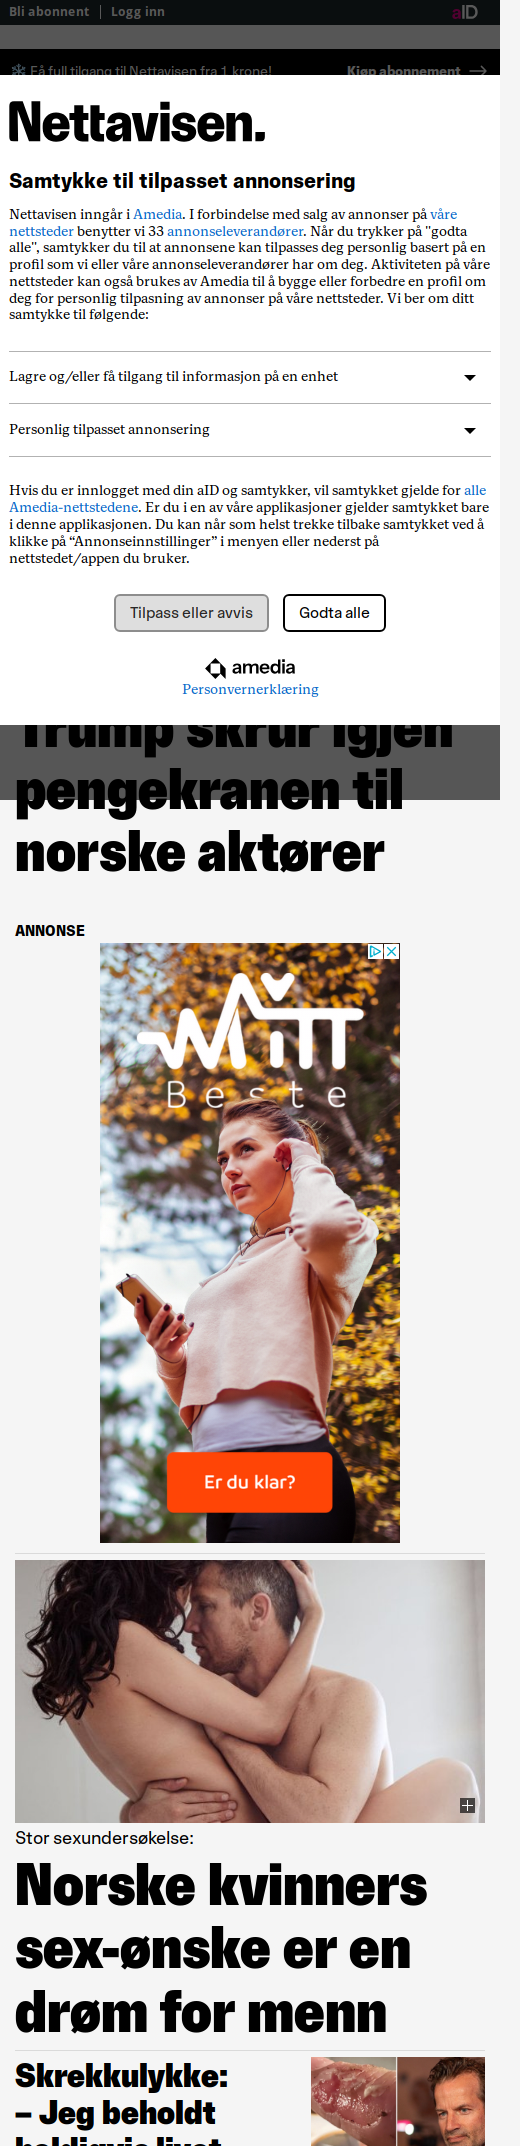 Bli abonnent | Logg inn
aID
Få full tilgang til Nettavisen fra 1 krone!
Kjøp abonnement
Nettavisen.
Samtykke til tilpasset annonsering
Nettavisen inngår i Amedia. I forbindelse med salg av annonser på våre
nettsteder benytter vi 33 annonseleverandører. Når du trykker på "godta
alle", samtykker du til at annonsene kan tilpasses deg personlig basert på en
profil som vi eller våre annonseleverandører har om deg. Aktiviteten på våre
nettsteder kan også brukes av Amedia til å bygge eller forbedre en profil om
deg for personlig tilpasning av annonser på våre nettsteder. Vi ber om ditt
samtykke til følgende:
Lagre og/eller få tilgang til informasjon på en enhet
Personlig tilpasset annonsering
Hvis du er innlogget med din aID og samtykker, vil samtykket gjelde for alle
Amedia-nettstedene. Er du i en av våre applikasjoner gjelder samtykket bare
i denne applikasjonen. Du kan når som helst trekke tilbake samtykket ved å
klikke på “Annonseinnstillinger” i menyen eller nederst på
nettstedet/appen du bruker.
Tilpass eller avvis
Godta alle
amedia
Personvernerklæring
Trump skrur igjen
pengekranen til
norske aktører
ANNONSE
Mitt
Beste
Er du klar?
Stor sexundersøkelse:
Norske kvinners
sex-ønske er en
drøm for menn
Skrekkulykke:
– Jeg beholdt
heldigvis livet